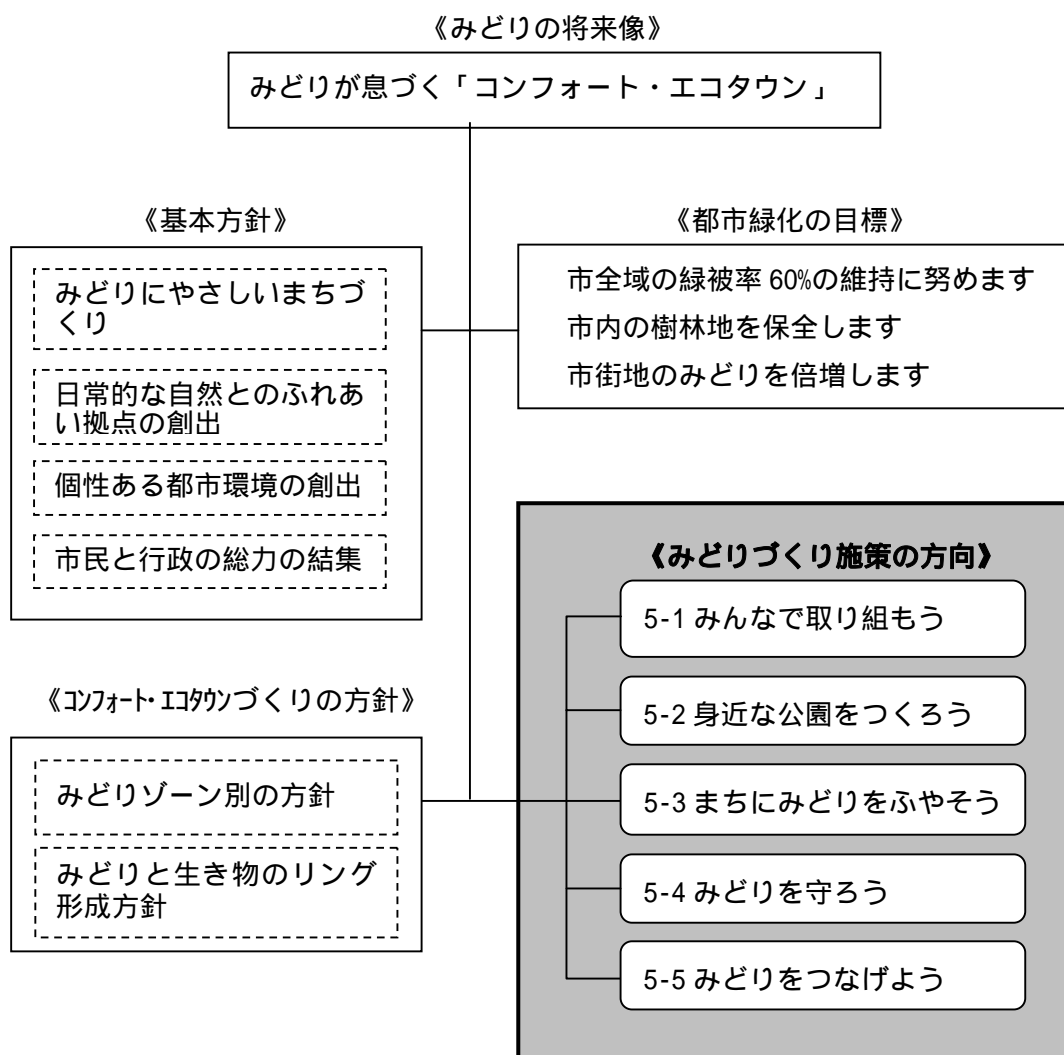 《みどりの将来像》
みどりが息づく「コンフォート・エコタウン」
《基本方針》
みどりにやさしいまちづ
くり
日常的な自然とのふれあ
い拠点の創出
個性ある都市環境の創出
市民と行政の総力の結集
《都市緑化の目標》
市全域の緑被率 60%の維持に努めます
市内の樹林地を保全します
市街地のみどりを倍増します
《コンフォート・エコタウンづくりの方針》
みどりゾーン別の方針
みどりと生き物のリング
形成方針
《みどりづくり施策の方向》
5-1 みんなで取り組もう
5-2 身近な公園をつくろう
5-3 まちにみどりをふやそう
5-4 みどりを守ろう
5-5 みどりをつなげよう